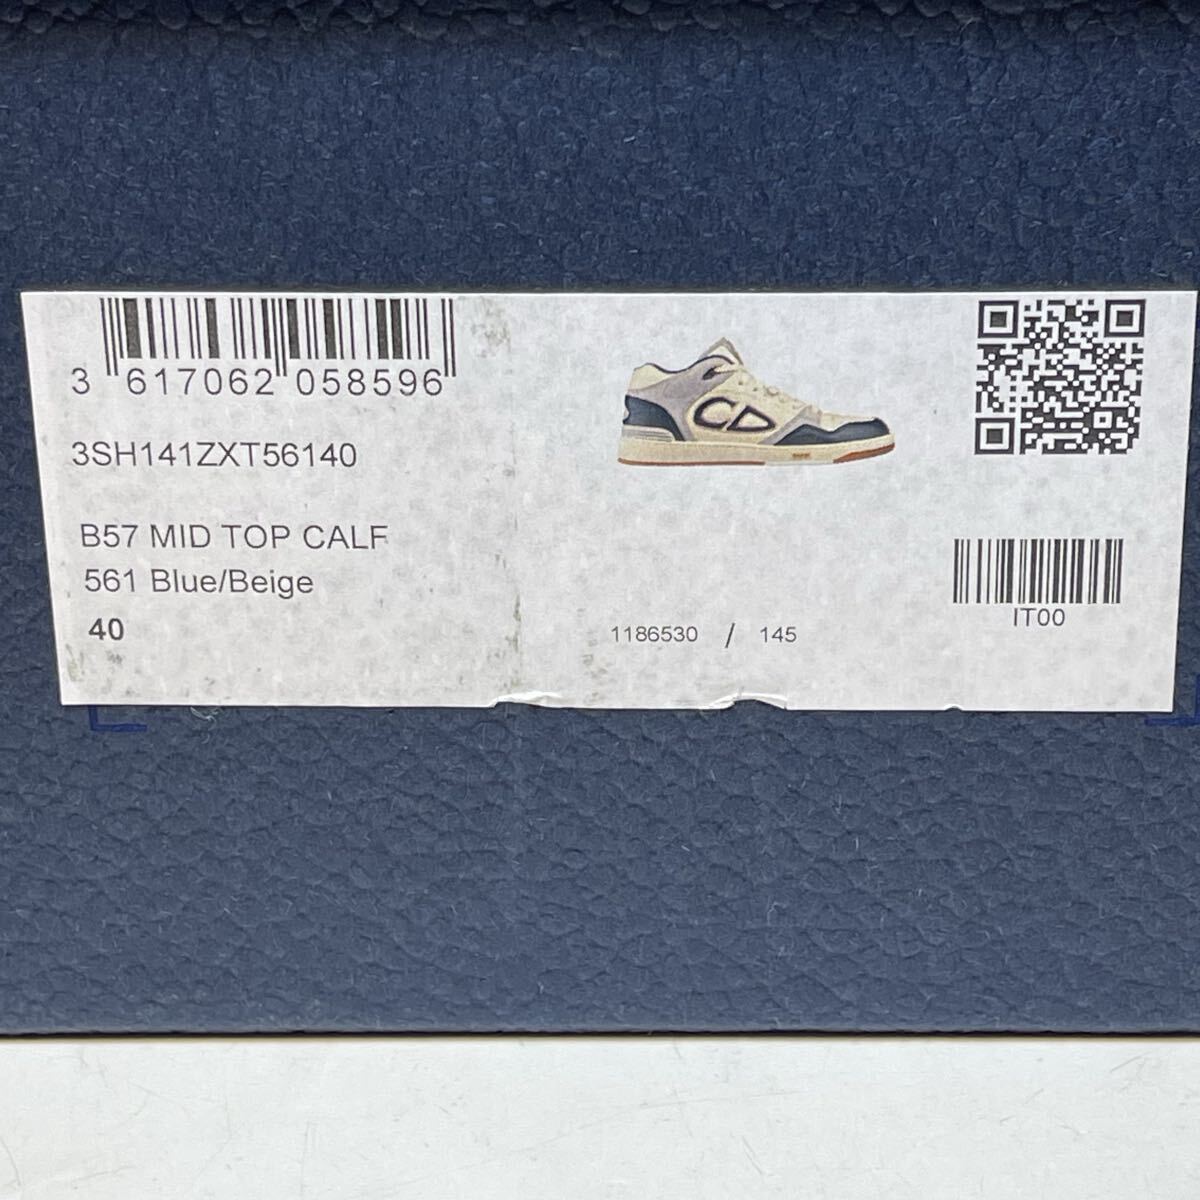 3 617062 058596
3SH141ZXT56140
B57 MID TOP CALF
561 Blue/Beige
40
CD
1186530 / 145
IT00